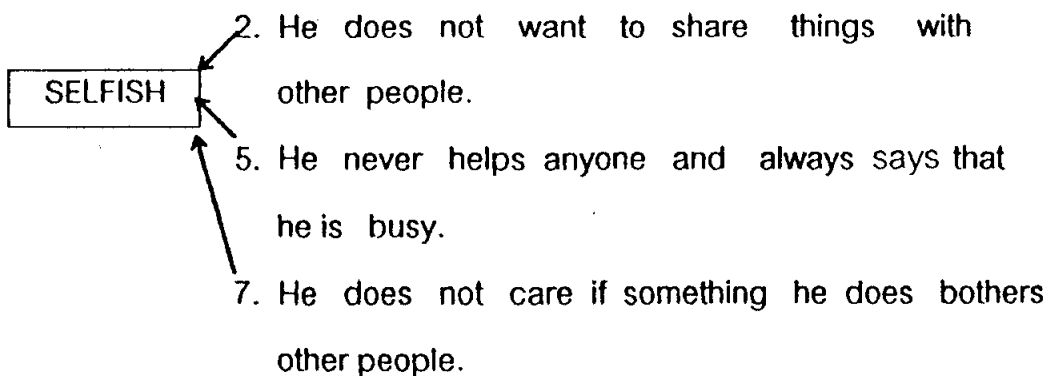 2. He does not want to share things with
SELFISH
other people.
5. He never helps anyone and always says that
he is busy.
7. He does not care if something he does bothers
other people.